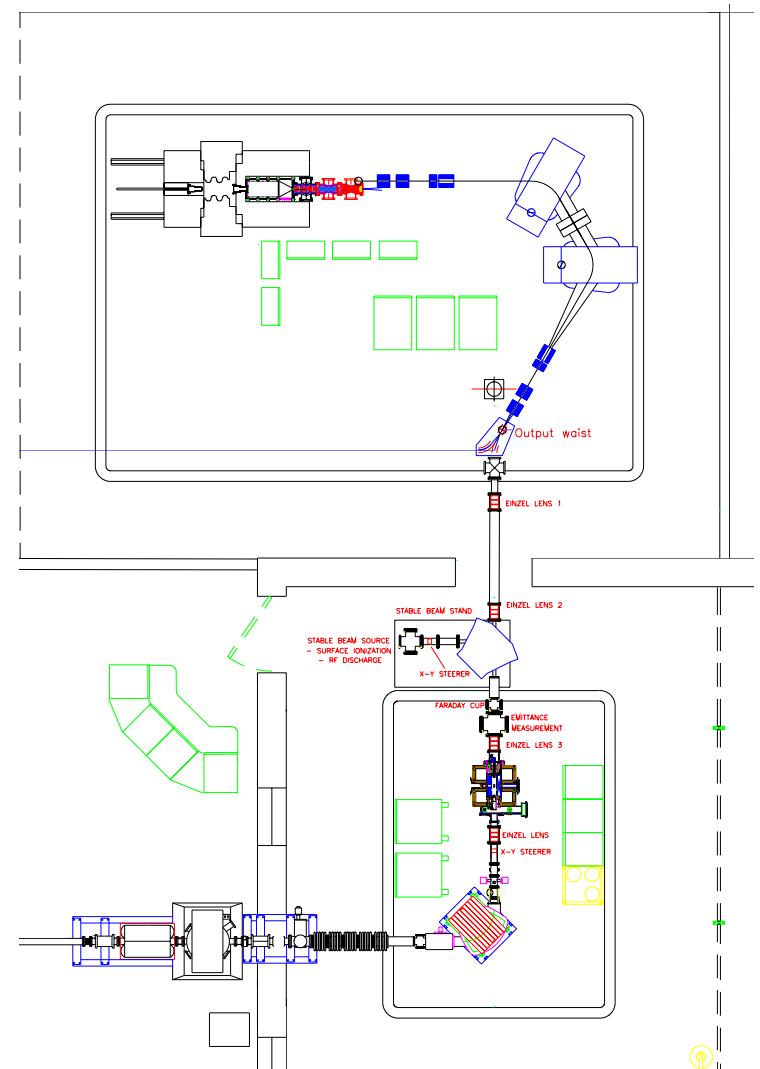 Output waist
EINZEL LENS 1
EINZEL LENS 2
STABLE BEAM STAND
STABLE BEAM SOURCE
- SURFACE IONIZATION
- RF DISCHARGE
X-Y STEERER
FARADAY CUP
EMITTANCE
MEASUREMENT
EINZEL LENS 3
EINZEL LENS
X-Y STEERER